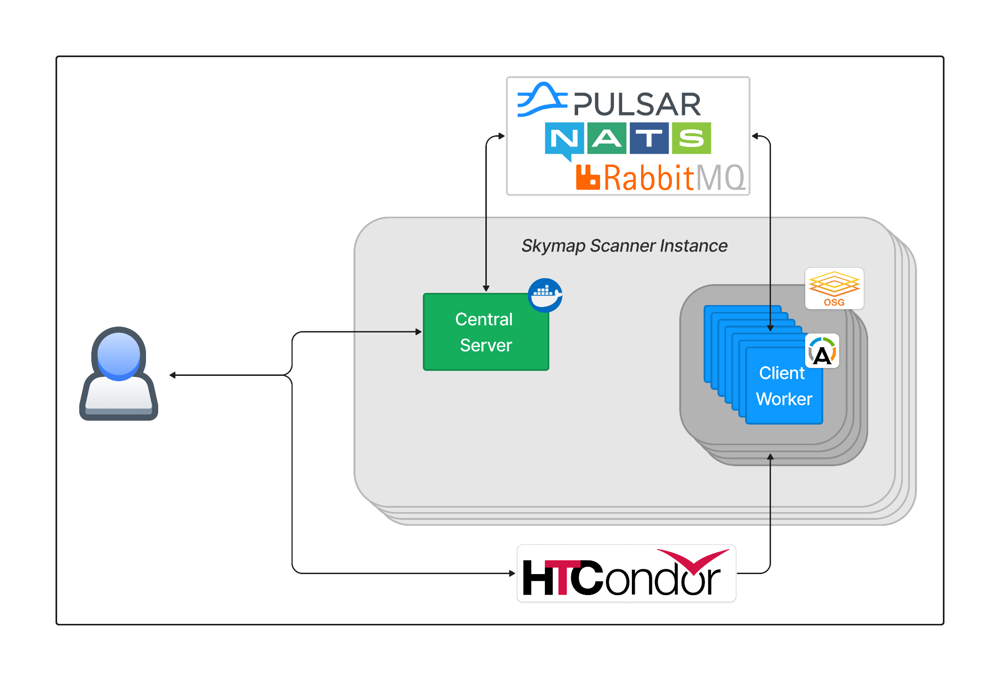 PULSAR
NATS
RabbitMQ
Skymap Scanner Instance
OSG
Central
Server
A
Client
Worker
HTCondor